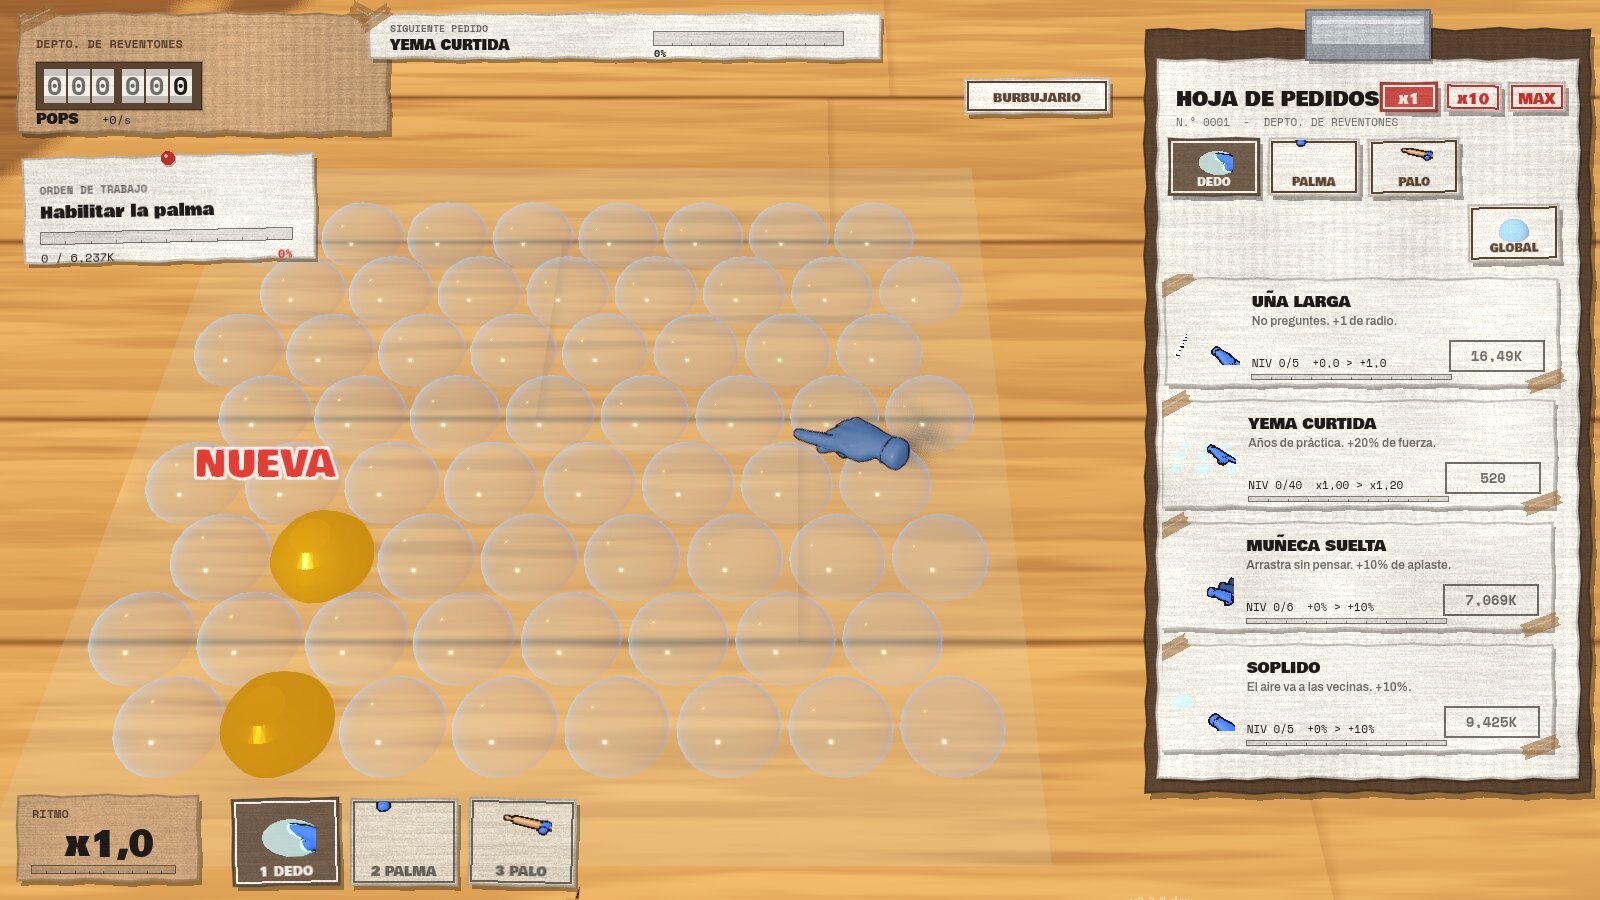 DEPTO. DE REVENTONES
000000
POPS +0/s
SIGUIENTE PEDIDO
YEMA CURTIDA
0%
BURBUJARIO
ORDEN DE TRABAJO
Habilitar la palma
0 / 6,237K 0%
NUEVA
RITMO
x1,0
1 DEDO
2 PALMA
3 PALO
HOJA DE PEDIDOS x1 x10 MAX
N.° 0001 - DEPTO. DE REVENTONES
DEDO
PALMA
PALO
GLOBAL
UÑA LARGA
No preguntes. +1 de radio.
NIV 0/5 +0,0 > +1,0
16,49K
YEMA CURTIDA
Años de práctica. +20% de fuerza.
NIV 0/40 x1,00 > x1,20
520
MUÑECA SUELTA
Arrastra sin pensar. +10% de aplaste.
NIV 0/6 +0% > +10%
7,069K
SOPLIDO
El aire va a las vecinas. +10%.
NIV 0/5 +0% > +10%
9,425K